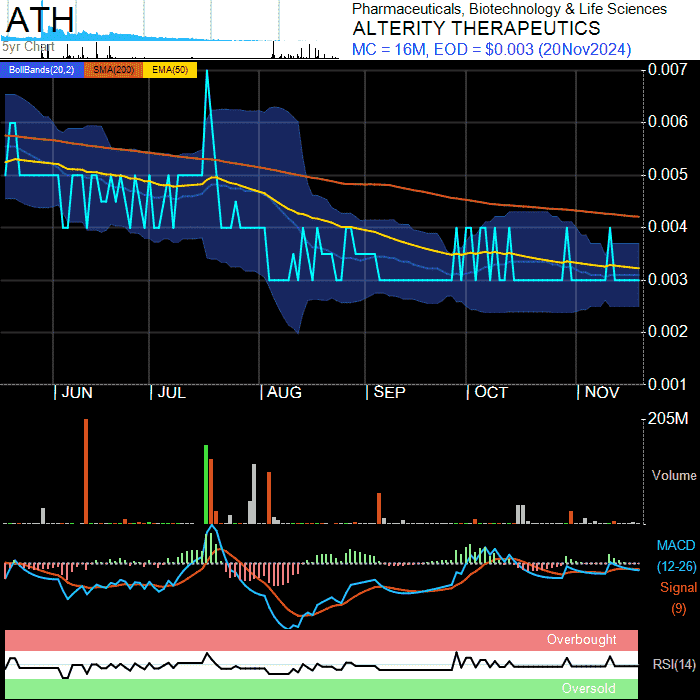 ATH
5yr Chart
Pharmaceuticals, Biotechnology & Life Sciences
ALTERITY THERAPEUTICS
MC = 16M, EOD = $0.003 (20Nov2024)
BollBands(20,2) SMA(200) EMA(50)
0.007
0.006
0.005
0.004
0.003
0.002
0.001
JUN JUL AUG SEP OCT NOV
205M
Volume
MACD
(12-26)
Signal
(9)
Overbought
RSI(14)
Oversold